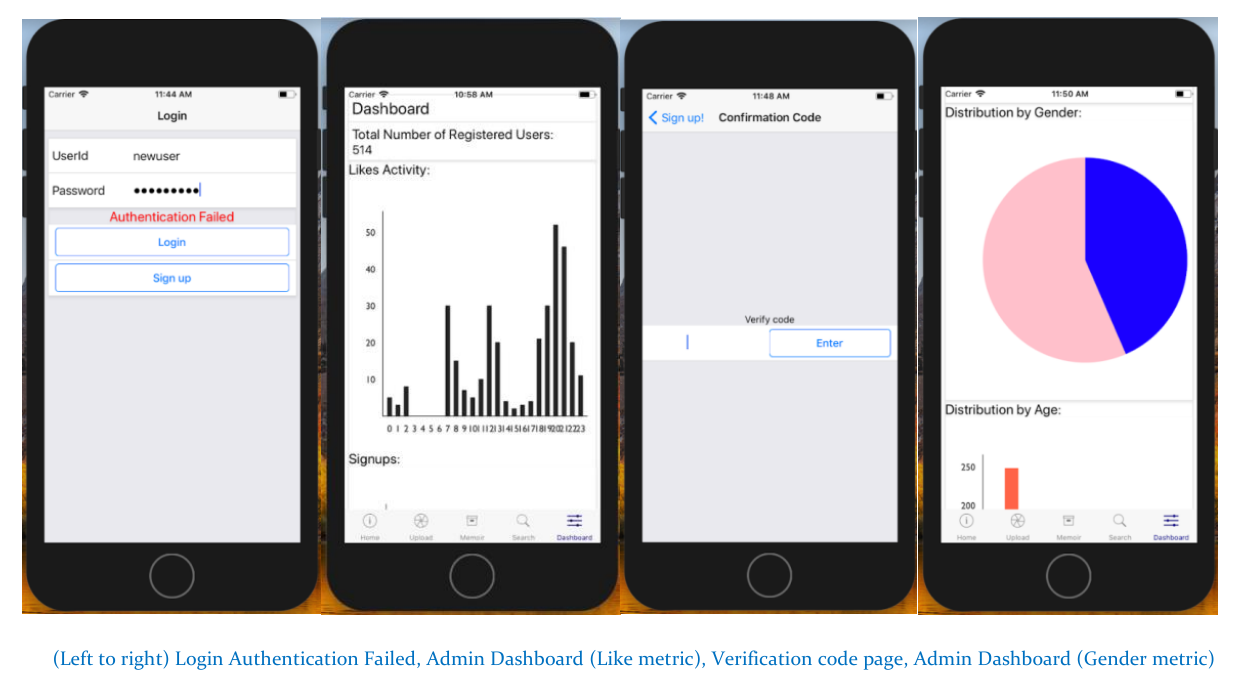 Carrier 11:44 AM
Login
UserId newuser
Password •••••••••
Authentication Failed
Login
Sign up
Carrier 10:58 AM
Dashboard
Total Number of Registered Users:
514
Likes Activity:
50
40
30
20
10
0 1 2 3 4 5 6 7 8 9 10 11 12 13 14 15 16 17 18 19 20 21 22 23
Signups:
Home Upload Memoir Search Dashboard
Carrier 11:48 AM
Sign up! Confirmation Code
Verify code
Enter
Carrier 11:50 AM
Distribution by Gender:
Distribution by Age:
250
200
Home Upload Memoir Search Dashboard
(Left to right) Login Authentication Failed, Admin Dashboard (Like metric), Verification code page, Admin Dashboard (Gender metric)